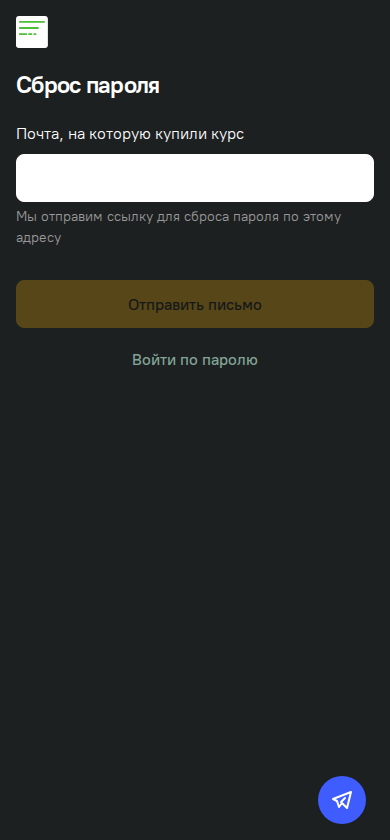 Сброс пароля
Почта, на которую купили курс
Мы отправим ссылку для сброса пароля по этому
адресу
Отправить письмо
Войти по паролю